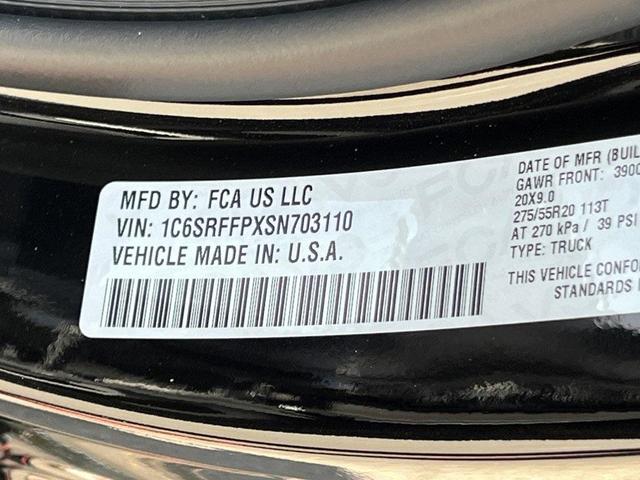 MFD BY: FCA US LLC
VIN: 1C6SRFFPXSN703110
VEHICLE MADE IN: U.S.A.
DATE OF MFR (BUIL
GAWR FRONT: 3900
20X9.0
275/55R20 113T
AT 270 kPa / 39 PSI
TYPE: TRUCK
THIS VEHICLE CONFOR
STANDARDS